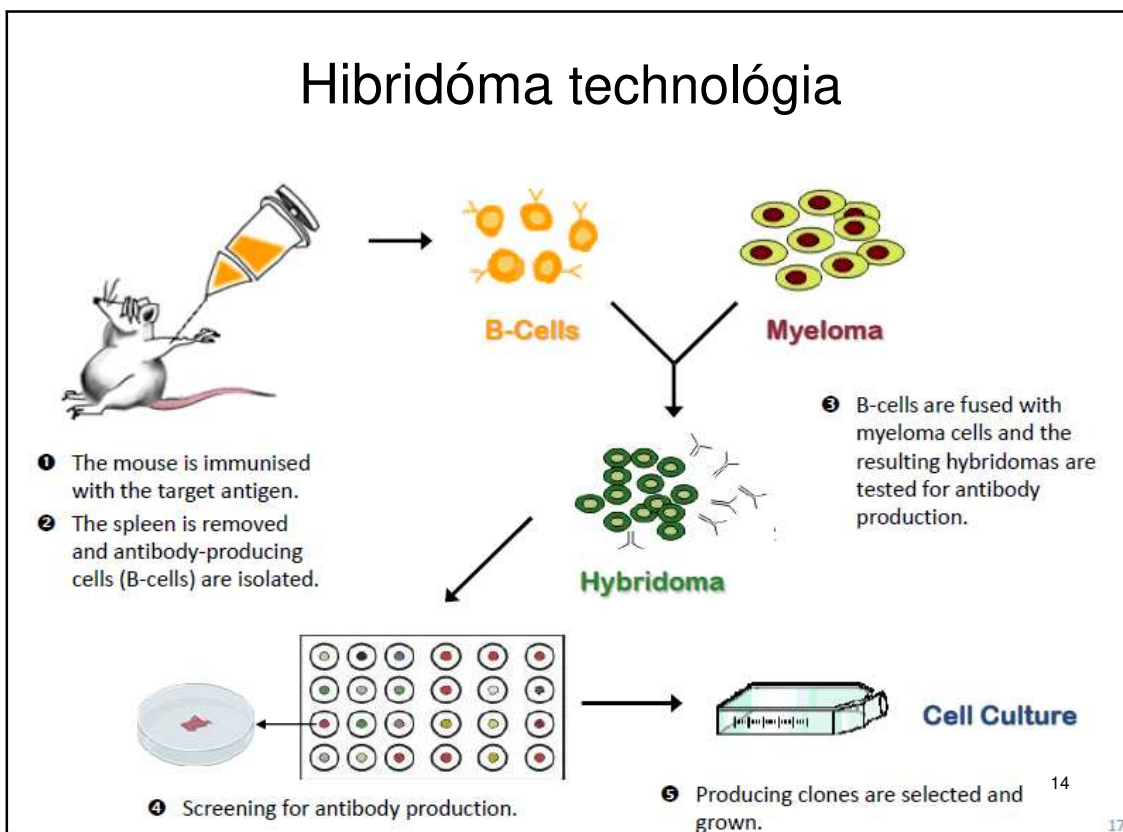 Hibridóma technológia
B-Cells
Myeloma
❶ The mouse is immunised
with the target antigen.
❷ The spleen is removed
and antibody-producing
cells (B-cells) are isolated.
❸ B-cells are fused with
myeloma cells and the
resulting hybridomas are
tested for antibody
production.
Hybridoma
Cell Culture
❹ Screening for antibody production.
❺ Producing clones are selected and
grown.
14
17